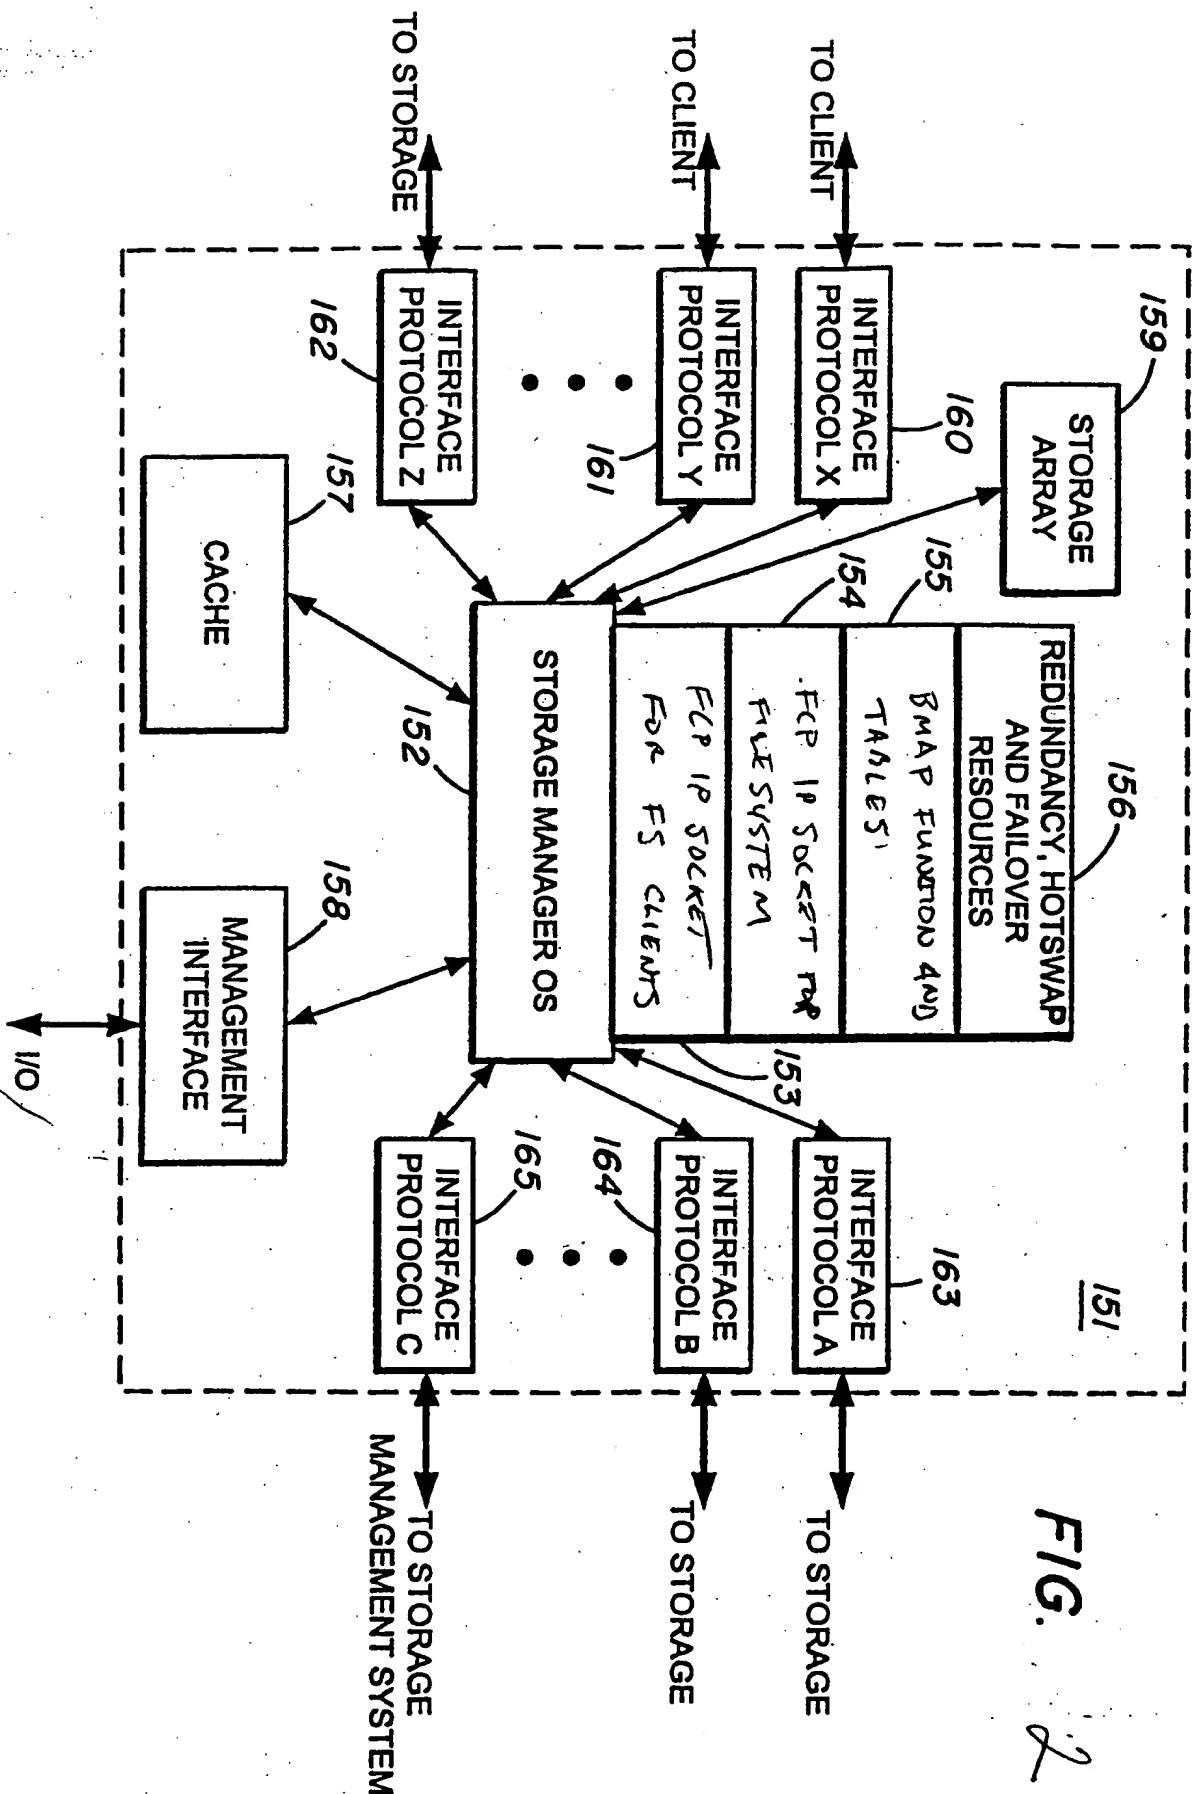 159
STORAGE
ARRAY
156
REDUNDANCY, HOTSWAP
AND FAILOVER
RESOURCES
155
BMAP FUNCTION AND
TABLES
154
FCP IP SOCKET FOR
FILESYSTEM
153
FCP IP SOCKET
FOR FS CLIENTS
STORAGE MANAGER OS
152
151
TO CLIENT
INTERFACE
PROTOCOL X
160
TO CLIENT
INTERFACE
PROTOCOL Y
161
TO STORAGE
INTERFACE
PROTOCOL Z
162
163
INTERFACE
PROTOCOL A
TO STORAGE
164
INTERFACE
PROTOCOL B
TO STORAGE
165
INTERFACE
PROTOCOL C
TO STORAGE
MANAGEMENT SYSTEM
157
CACHE
158
MANAGEMENT
INTERFACE
I/O
FIG. 2